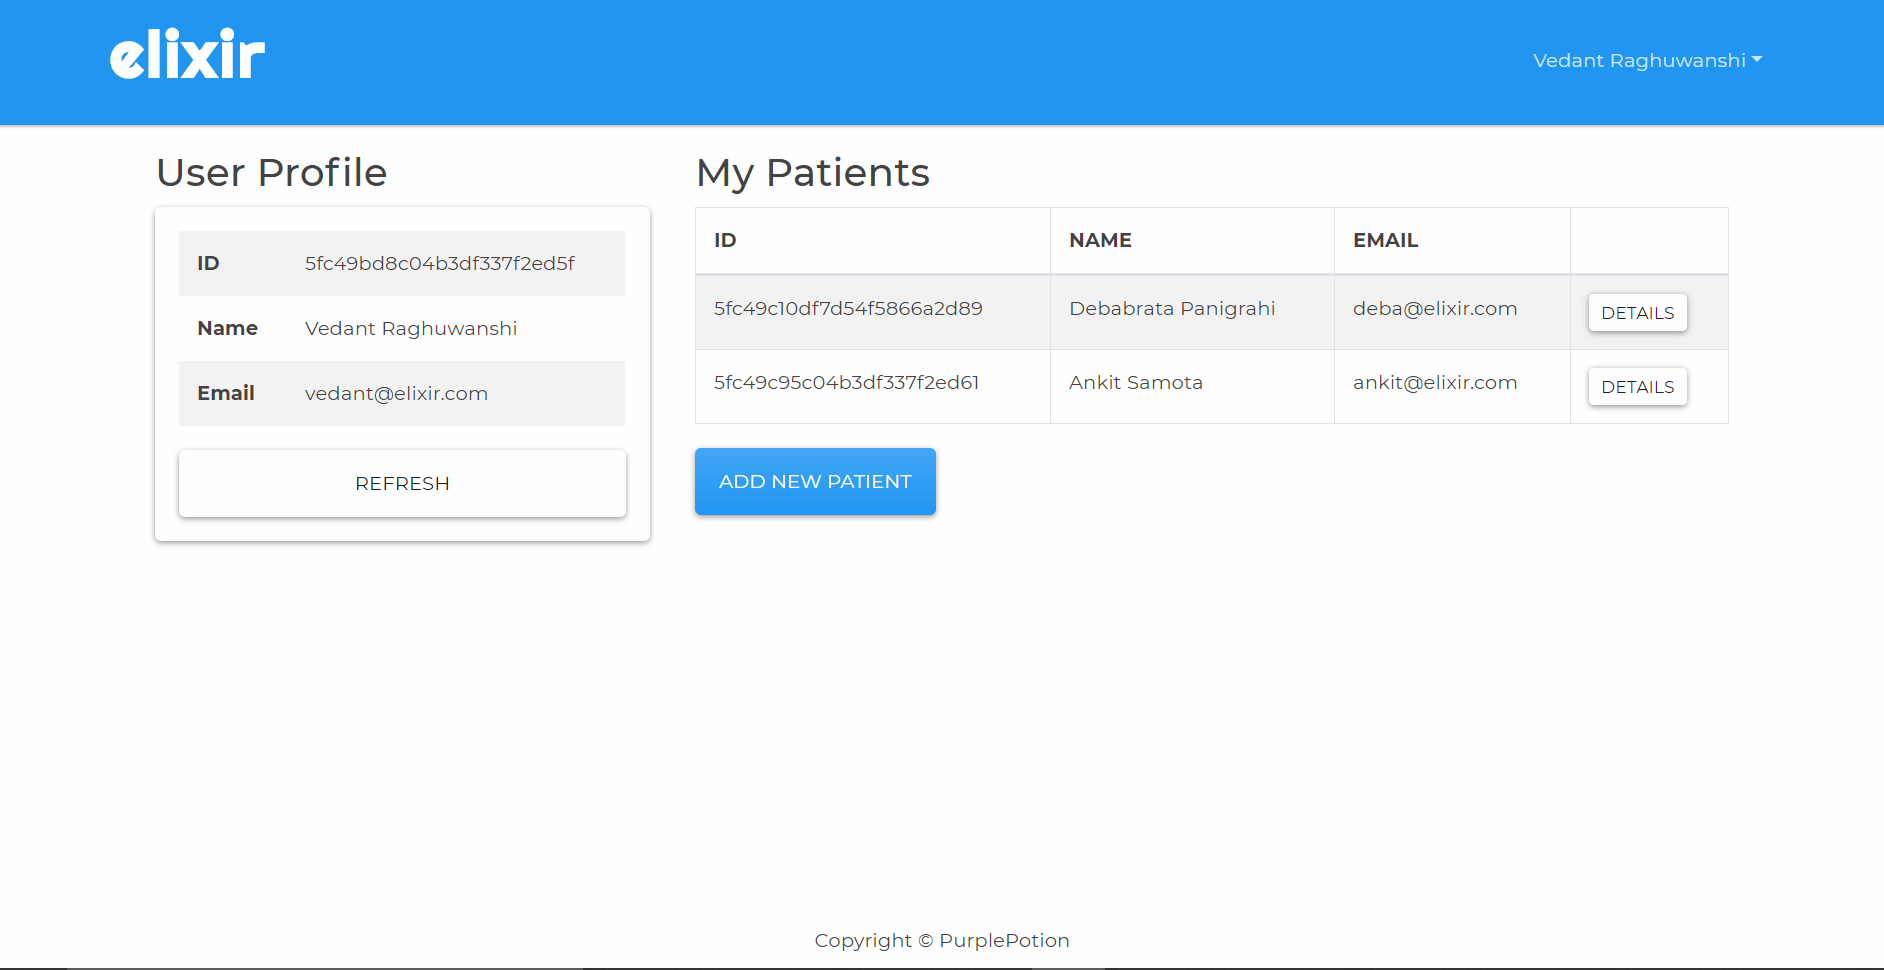 elixir
Vedant Raghuwanshi
User Profile
ID 5fc49bd8c04b3df337f2ed5f
Name Vedant Raghuwanshi
Email vedant@elixir.com
REFRESH
My Patients
ID NAME EMAIL
5fc49c10df7d54f5866a2d89 Debabrata Panigrahi deba@elixir.com DETAILS
5fc49c95c04b3df337f2ed61 Ankit Samota ankit@elixir.com DETAILS
ADD NEW PATIENT
Copyright © PurplePotion